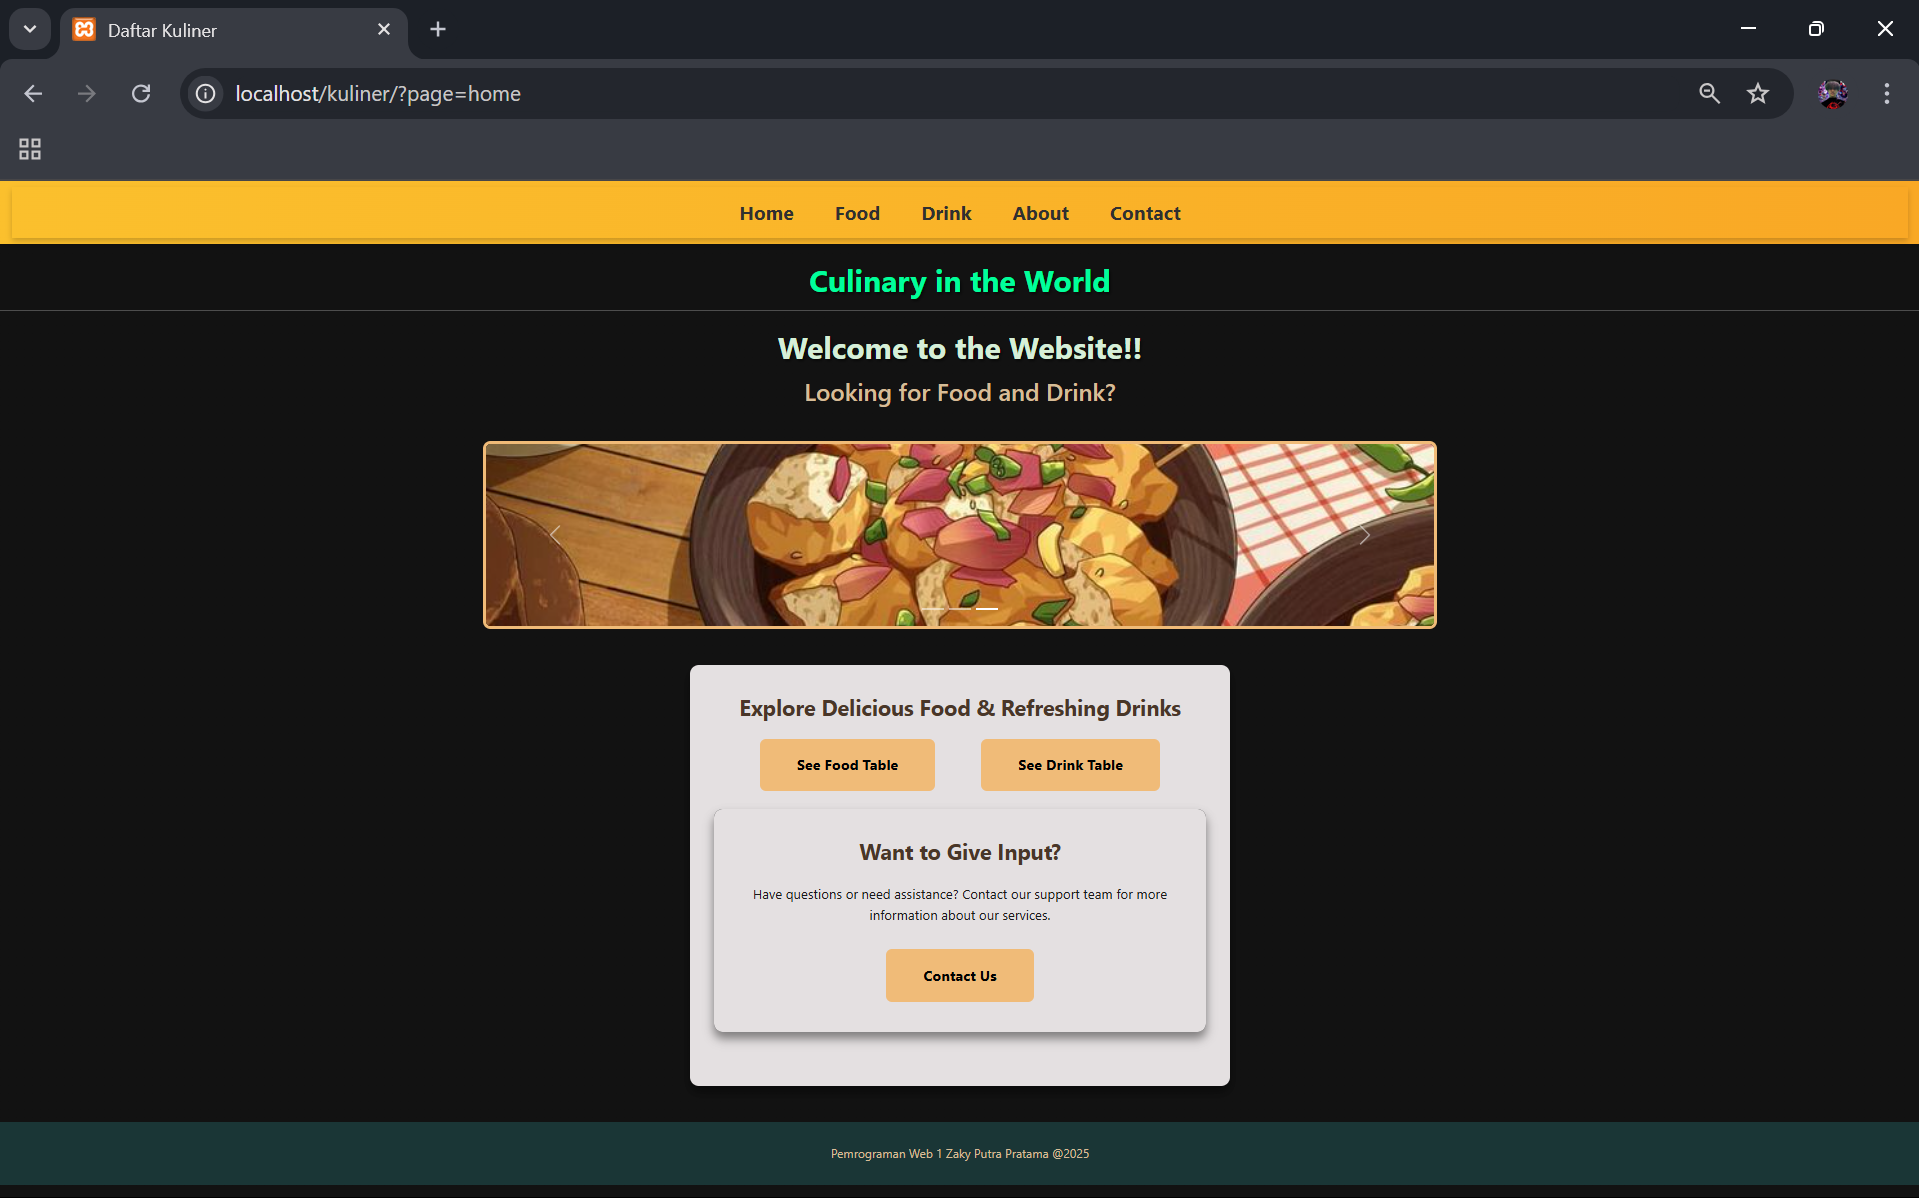 Daftar Kuliner
localhost/kuliner/?page=home
Home Food Drink About Contact
Culinary in the World
Welcome to the Website!!
Looking for Food and Drink?
Explore Delicious Food & Refreshing Drinks
See Food Table See Drink Table
Want to Give Input?
Have questions or need assistance? Contact our support team for more
information about our services.
Contact Us
Pemrograman Web 1 Zaky Putra Pratama @2025